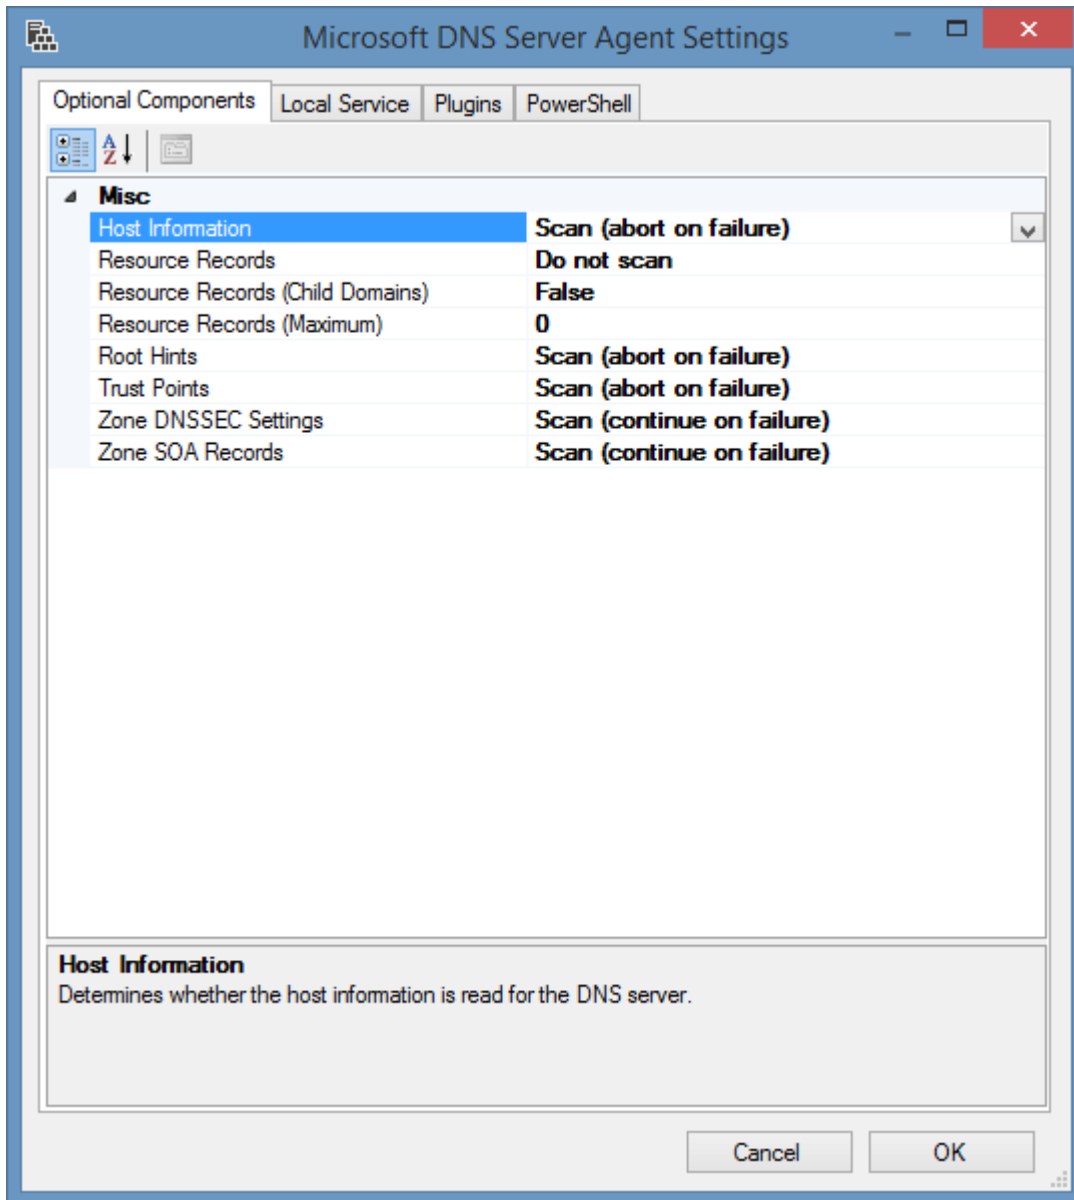 Microsoft DNS Server Agent Settings
Optional Components Local Service Plugins PowerShell
A
Z
Misc
Host Information Scan (abort on failure)
Resource Records Do not scan
Resource Records (Child Domains) False
Resource Records (Maximum) 0
Root Hints Scan (abort on failure)
Trust Points Scan (abort on failure)
Zone DNSSEC Settings Scan (continue on failure)
Zone SOA Records Scan (continue on failure)
Host Information
Determines whether the host information is read for the DNS server.
Cancel OK